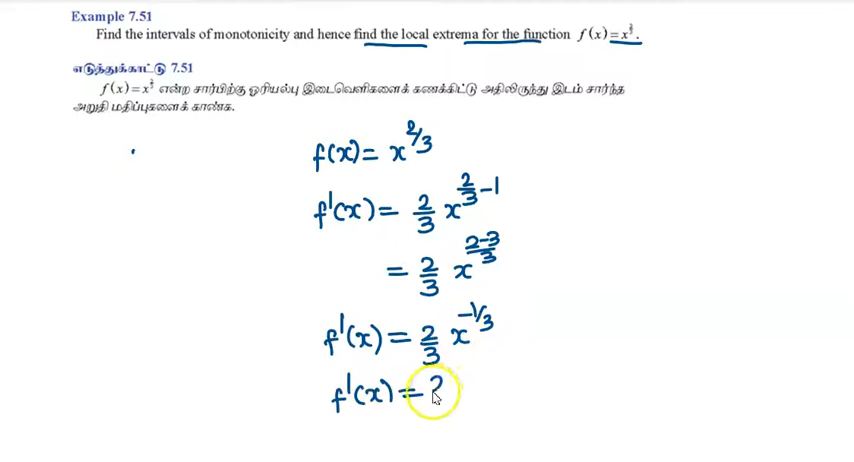 Example 7.51
Find the intervals of monotonicity and hence find the local extrema for the function f(x) = x^{2/3}.
எடுத்துக்காட்டு 7.51
f(x) = x^{2/3} என்ற சார்பிற்கு ஓரியல்பு இடைவெளிகளைக் கணக்கிட்டு அதிலிருந்து இடம் சார்ந்த
அறுதி மதிப்புகளைக் காண்க.
f(x) = x^{2/3}
f'(x) = 2/3 x^{2/3 - 1}
= 2/3 x^{(2-3)/3}
f'(x) = 2/3 x^{-1/3}
f'(x) = 2